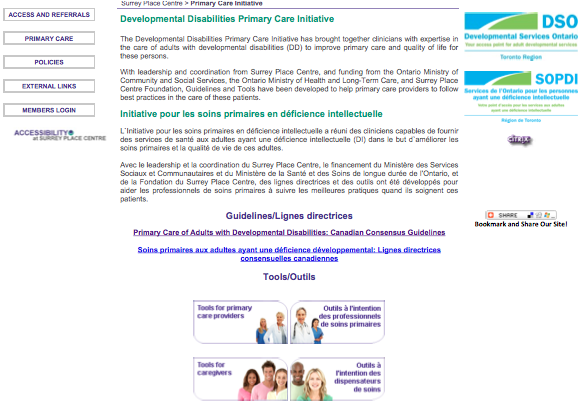 Surrey Place Centre > Primary Care Initiative
ACCESS AND REFERRALS
PRIMARY CARE
POLICIES
EXTERNAL LINKS
MEMBERS LOGIN
ACCESSIBILITY
at SURREY PLACE CENTRE
Developmental Disabilities Primary Care Initiative
The Developmental Disabilities Primary Care Initiative has brought together clinicians with expertise in
the care of adults with developmental disabilities (DD) to improve primary care and quality of life for
these persons.
With leadership and coordination from Surrey Place Centre, and funding from the Ontario Ministry of
Community and Social Services, the Ontario Ministry of Health and Long-Term Care, and Surrey Place
Centre Foundation, Guidelines and Tools have been developed to help primary care providers to follow
best practices in the care of these patients.
Initiative pour les soins primaires en déficience intellectuelle
L´Initiative pour les soins primaires en déficience intellectuelle a réuni des cliniciens capables de fournir
des services de santé aux adultes ayant une déficience intellectuelle (DI) dans le but d´améliorer les
soins primaires et la qualité de vie de ces adultes.
Avec le leadership et la coordination du Surrey Place Centre, le financement du Ministère des Services
Sociaux et Communautaires et du Ministère de la Santé et des Soins de longue durée de l'Ontario, et
de la Fondation du Surrey Place Centre, des lignes directrices et des outils ont été développés pour
aider les professionnels de soins primaires à suivre les meilleures pratiques quand ils soignent ces
patients.
Guidelines/Lignes directrices
Primary Care of Adults with Developmental Disabilities: Canadian Consensus Guidelines
Soins primaires aux adultes ayant une déficience développemental: Lignes directrices
consensuelles canadiennes
Tools/Outils
Tools for primary
care providers
Outils à l'intention
des professionnels
de soins primaires
Tools for
caregivers
Outils à
l'intention des
dispensateurs
de soins
DSO
Developmental Services Ontario
Your access point for adult developmental services
Toronto Region
SOPDI
Services de l'Ontario pour les personnes
ayant une déficience intellectuelle
Votre point d'accès aux services pour adultes
ayant une déficience intellectuelle
Région de Toronto
citrix
SHARE
Bookmark and Share Our Site!